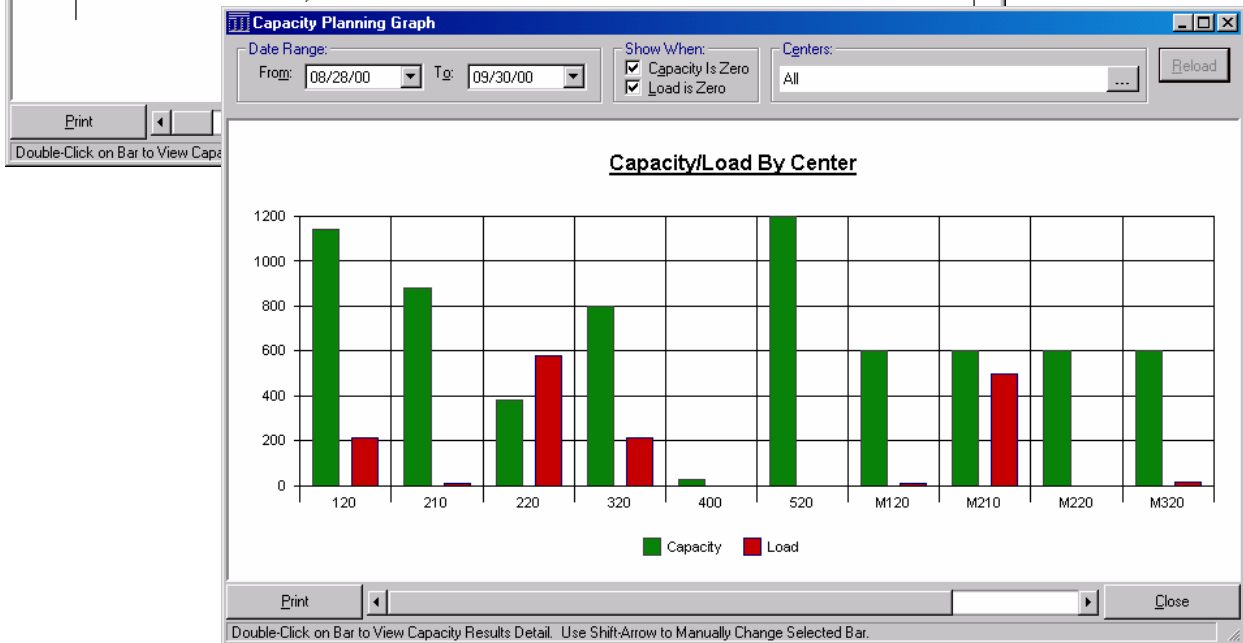 Capacity Planning Graph
Date Range:
From: 08/28/00 To: 09/30/00
Show When:
Capacity Is Zero
Load is Zero
Centers:
All
...
Reload
Print
Double-Click on Bar to View Capa
Capacity/Load By Center
1200
1000
800
600
400
200
0
120 210 220 320 400 520 M120 M210 M220 M320
Capacity Load
Print Close
Double-Click on Bar to View Capacity Results Detail. Use Shift-Arrow to Manually Change Selected Bar.